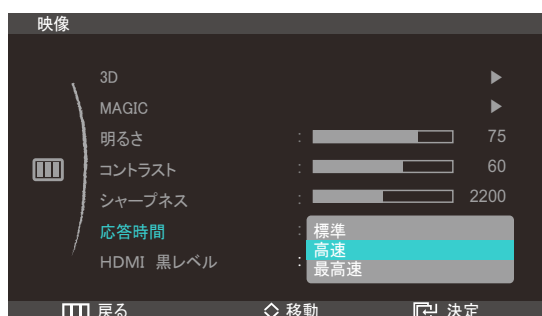 映像
3D ▶
MAGIC ▶
明るさ : 75
コントラスト : 60
シャープネス : 2200
応答時間 : 標準
高速
HDMI 黒レベル : 最高速
戻る 移動 決定